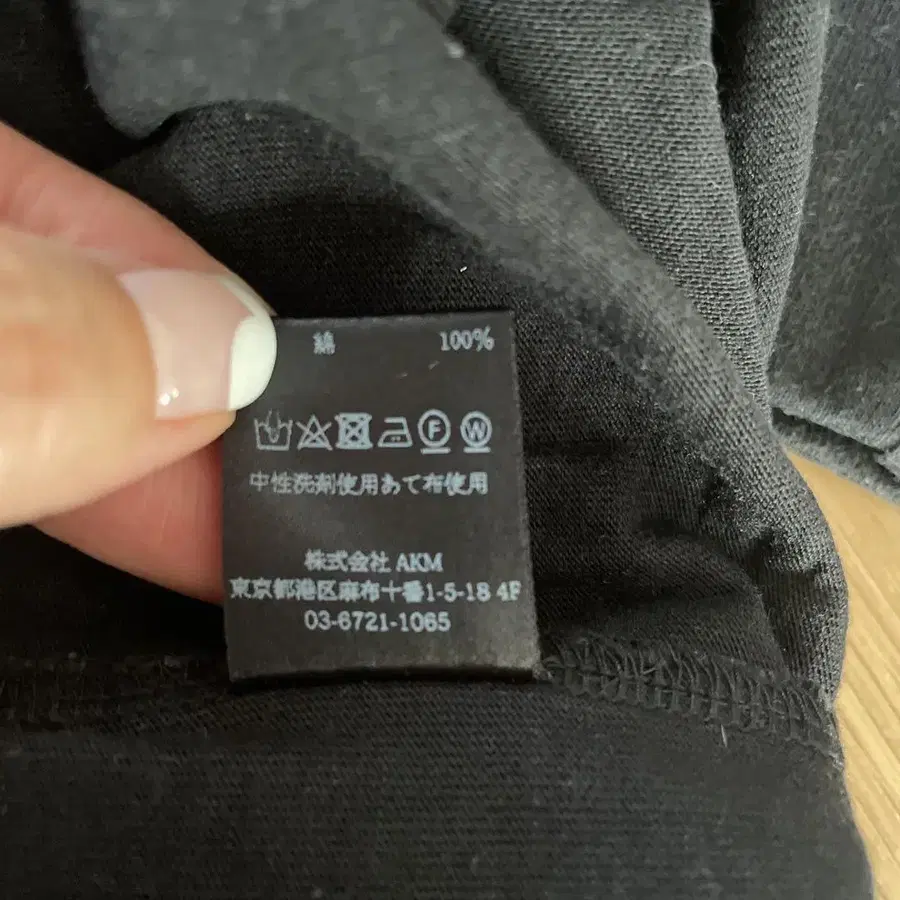 綿 100%
F W
中性洗剤使用あて布使用
株式会社 AKM
東京都港区麻布十番1-5-18 4F
03-6721-1065